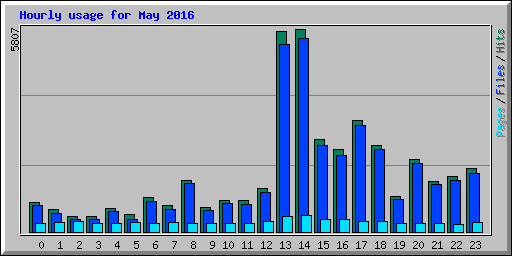 Hourly usage for May 2016
5807
Pages / Files / Hits
0 1 2 3 4 5 6 7 8 9 10 11 12 13 14 15 16 17 18 19 20 21 22 23